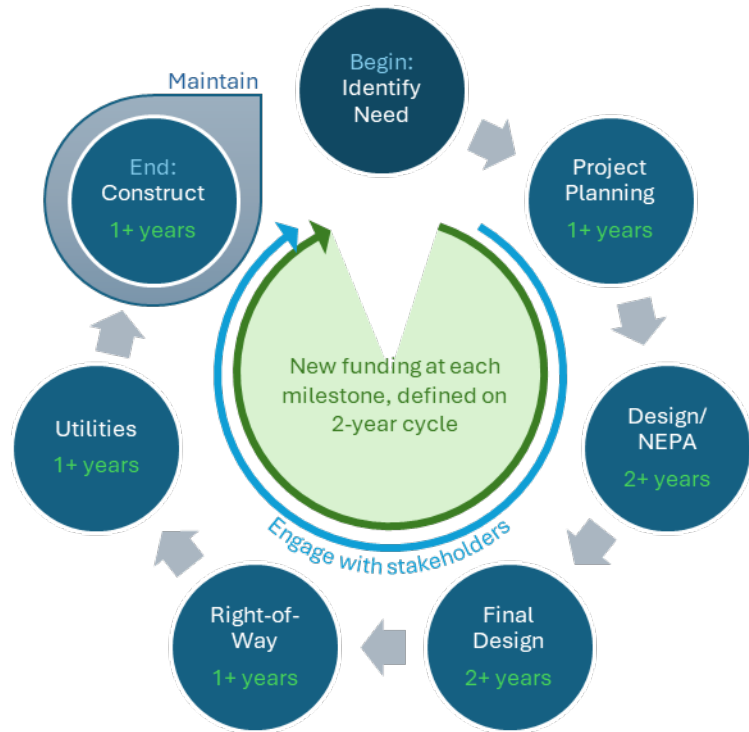 Begin:
Identify
Need
Project
Planning
1+ years
Design/
NEPA
2+ years
Final
Design
2+ years
Right-of-
Way
1+ years
Utilities
1+ years
Maintain
End:
Construct
1+ years
New funding at each
milestone, defined on
2-year cycle
Engage with stakeholders